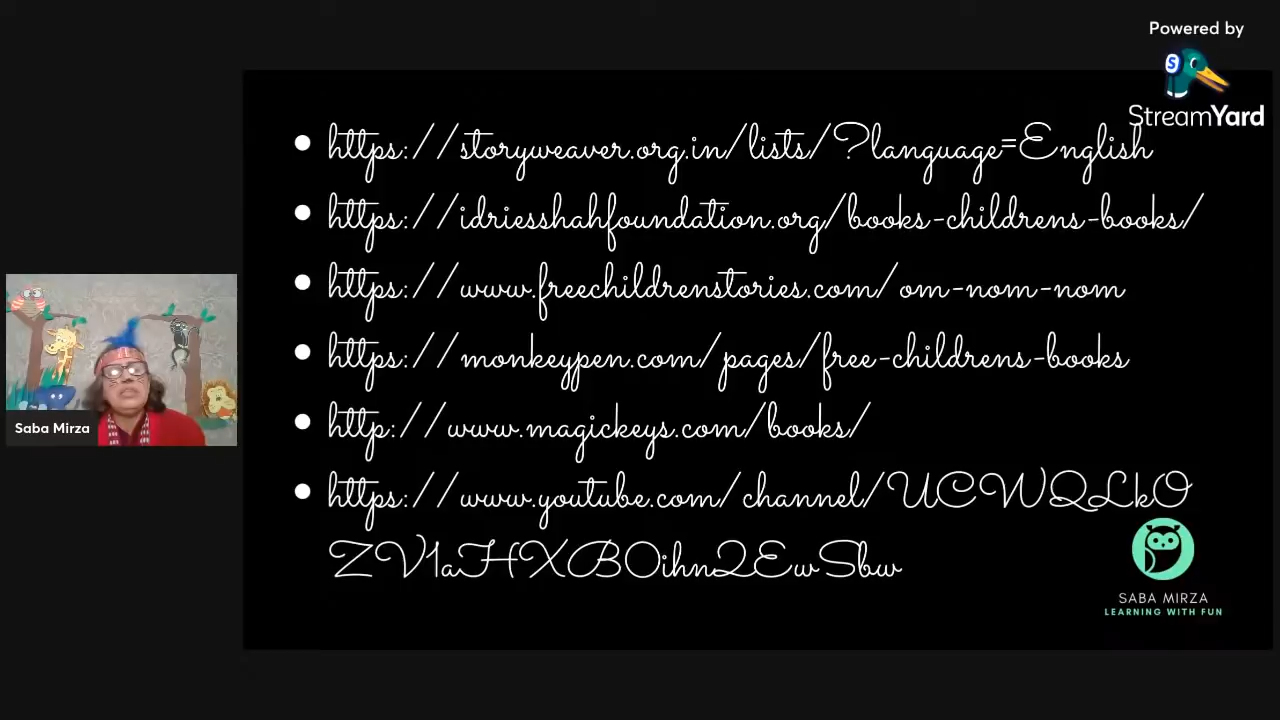 Powered by
StreamYard
https://storyweaver.org.in/lists/?language=English
https://idriesshahfoundation.org/books-childrens-books/
https://www.freechildrenstories.com/om-nom-nom
https://monkeypen.com/pages/free-childrens-books
http://www.magickeys.com/books/
https://www.youtube.com/channel/UCWQLkO
ZV1aHXB0ihn2EwSbw
Saba Mirza
SABA MIRZA
LEARNING WITH FUN